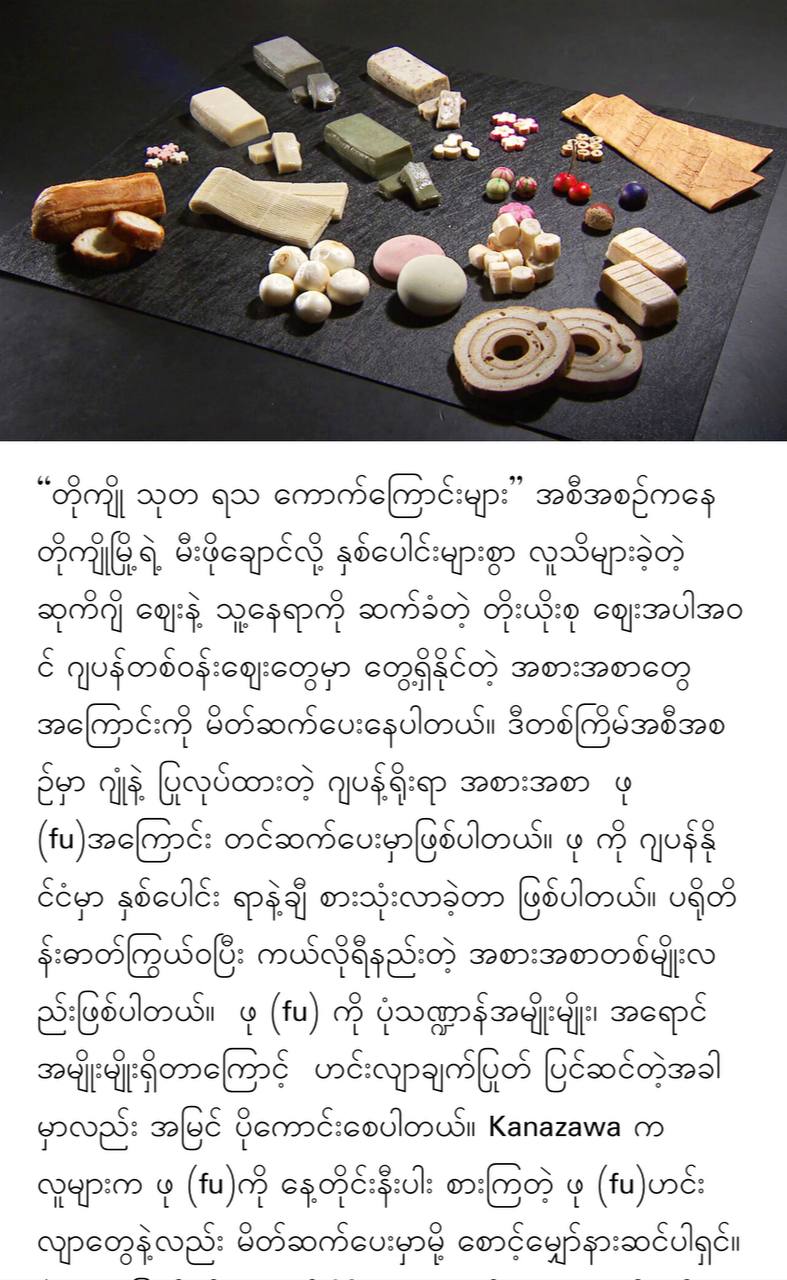 “တိုကျို သုတ ရသ ကောက်ကြောင်းများ” အစီအစဉ်ကနေ
တိုကျိုမြို့ရဲ့ မီးဖိုချောင်လို့ နှစ်ပေါင်းများစွာ လူသိများခဲ့တဲ့
ဆုကိဂျိ ဈေးနဲ့ သူ့နေရာကို ဆက်ခံတဲ့ တိုးယိုးစု ဈေးအပါအဝ
င် ဂျပန်တစ်ဝန်းဈေးတွေမှာ တွေ့ရှိနိုင်တဲ့ အစားအစာတွေ
အကြောင်းကို မိတ်ဆက်ပေးနေပါတယ်။ ဒီတစ်ကြိမ်အစီအစ
ဉ်မှာ ဂျုံနဲ့ ပြုလုပ်ထားတဲ့ ဂျပန့်ရိုးရာ အစားအစာ ဖု
(fu)အကြောင်း တင်ဆက်ပေးမှာဖြစ်ပါတယ်။ ဖု ကို ဂျပန်နို
င်ငံမှာ နှစ်ပေါင်း ရာနဲ့ချီ စားသုံးလာခဲ့တာ ဖြစ်ပါတယ်။ ပရိုတိ
န်းဓာတ်ကြွယ်ဝပြီး ကယ်လိုရီနည်းတဲ့ အစားအစာတစ်မျိုးလ
ည်းဖြစ်ပါတယ်။ ဖု (fu) ကို ပုံသဏ္ဍာန်အမျိုးမျိုး၊ အရောင်
အမျိုးမျိုးရှိတာကြောင့် ဟင်းလျာချက်ပြုတ် ပြင်ဆင်တဲ့အခါ
မှာလည်း အမြင် ပိုကောင်းစေပါတယ်။ Kanazawa က
လူများက ဖု (fu)ကို နေ့တိုင်းနီးပါး စားကြတဲ့ ဖု (fu)ဟင်း
လျာတွေနဲ့လည်း မိတ်ဆက်ပေးမှာမို့ စောင့်မျှော်နားဆင်ပါရှင်။